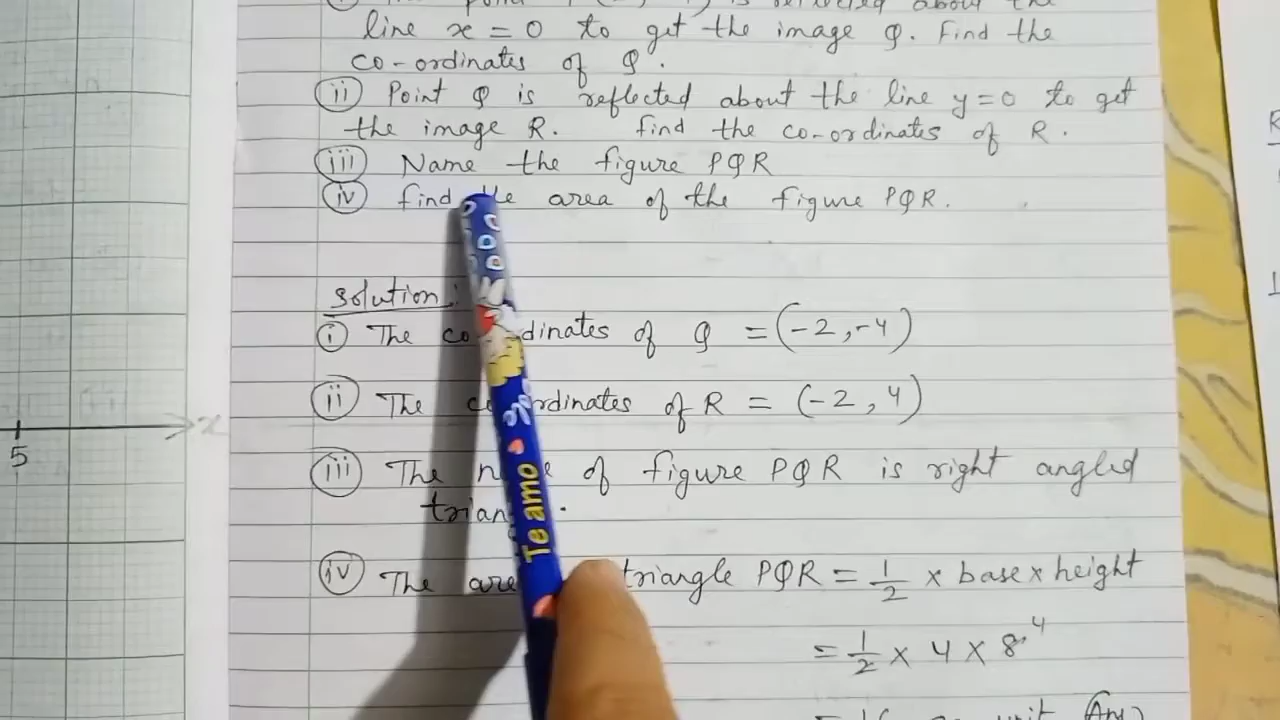 line x = 0 to get the image Q. Find the
co-ordinates of Q.
(ii) Point Q is reflected about the line y=0 to get
the image R. find the co-ordinates of R.
(iii) Name the figure PQR
(iv) find the area of the figure PQR.
Solution:
(i) The dinates of Q = (-2,-4)
(ii) The ordinates of R = (-2, 4)
(iii) The of figure PQR is right angled
(iv) The triangle PQR = 1/2 x base x height
= 1/2 x 4 x 8 4
x
5
Te amo